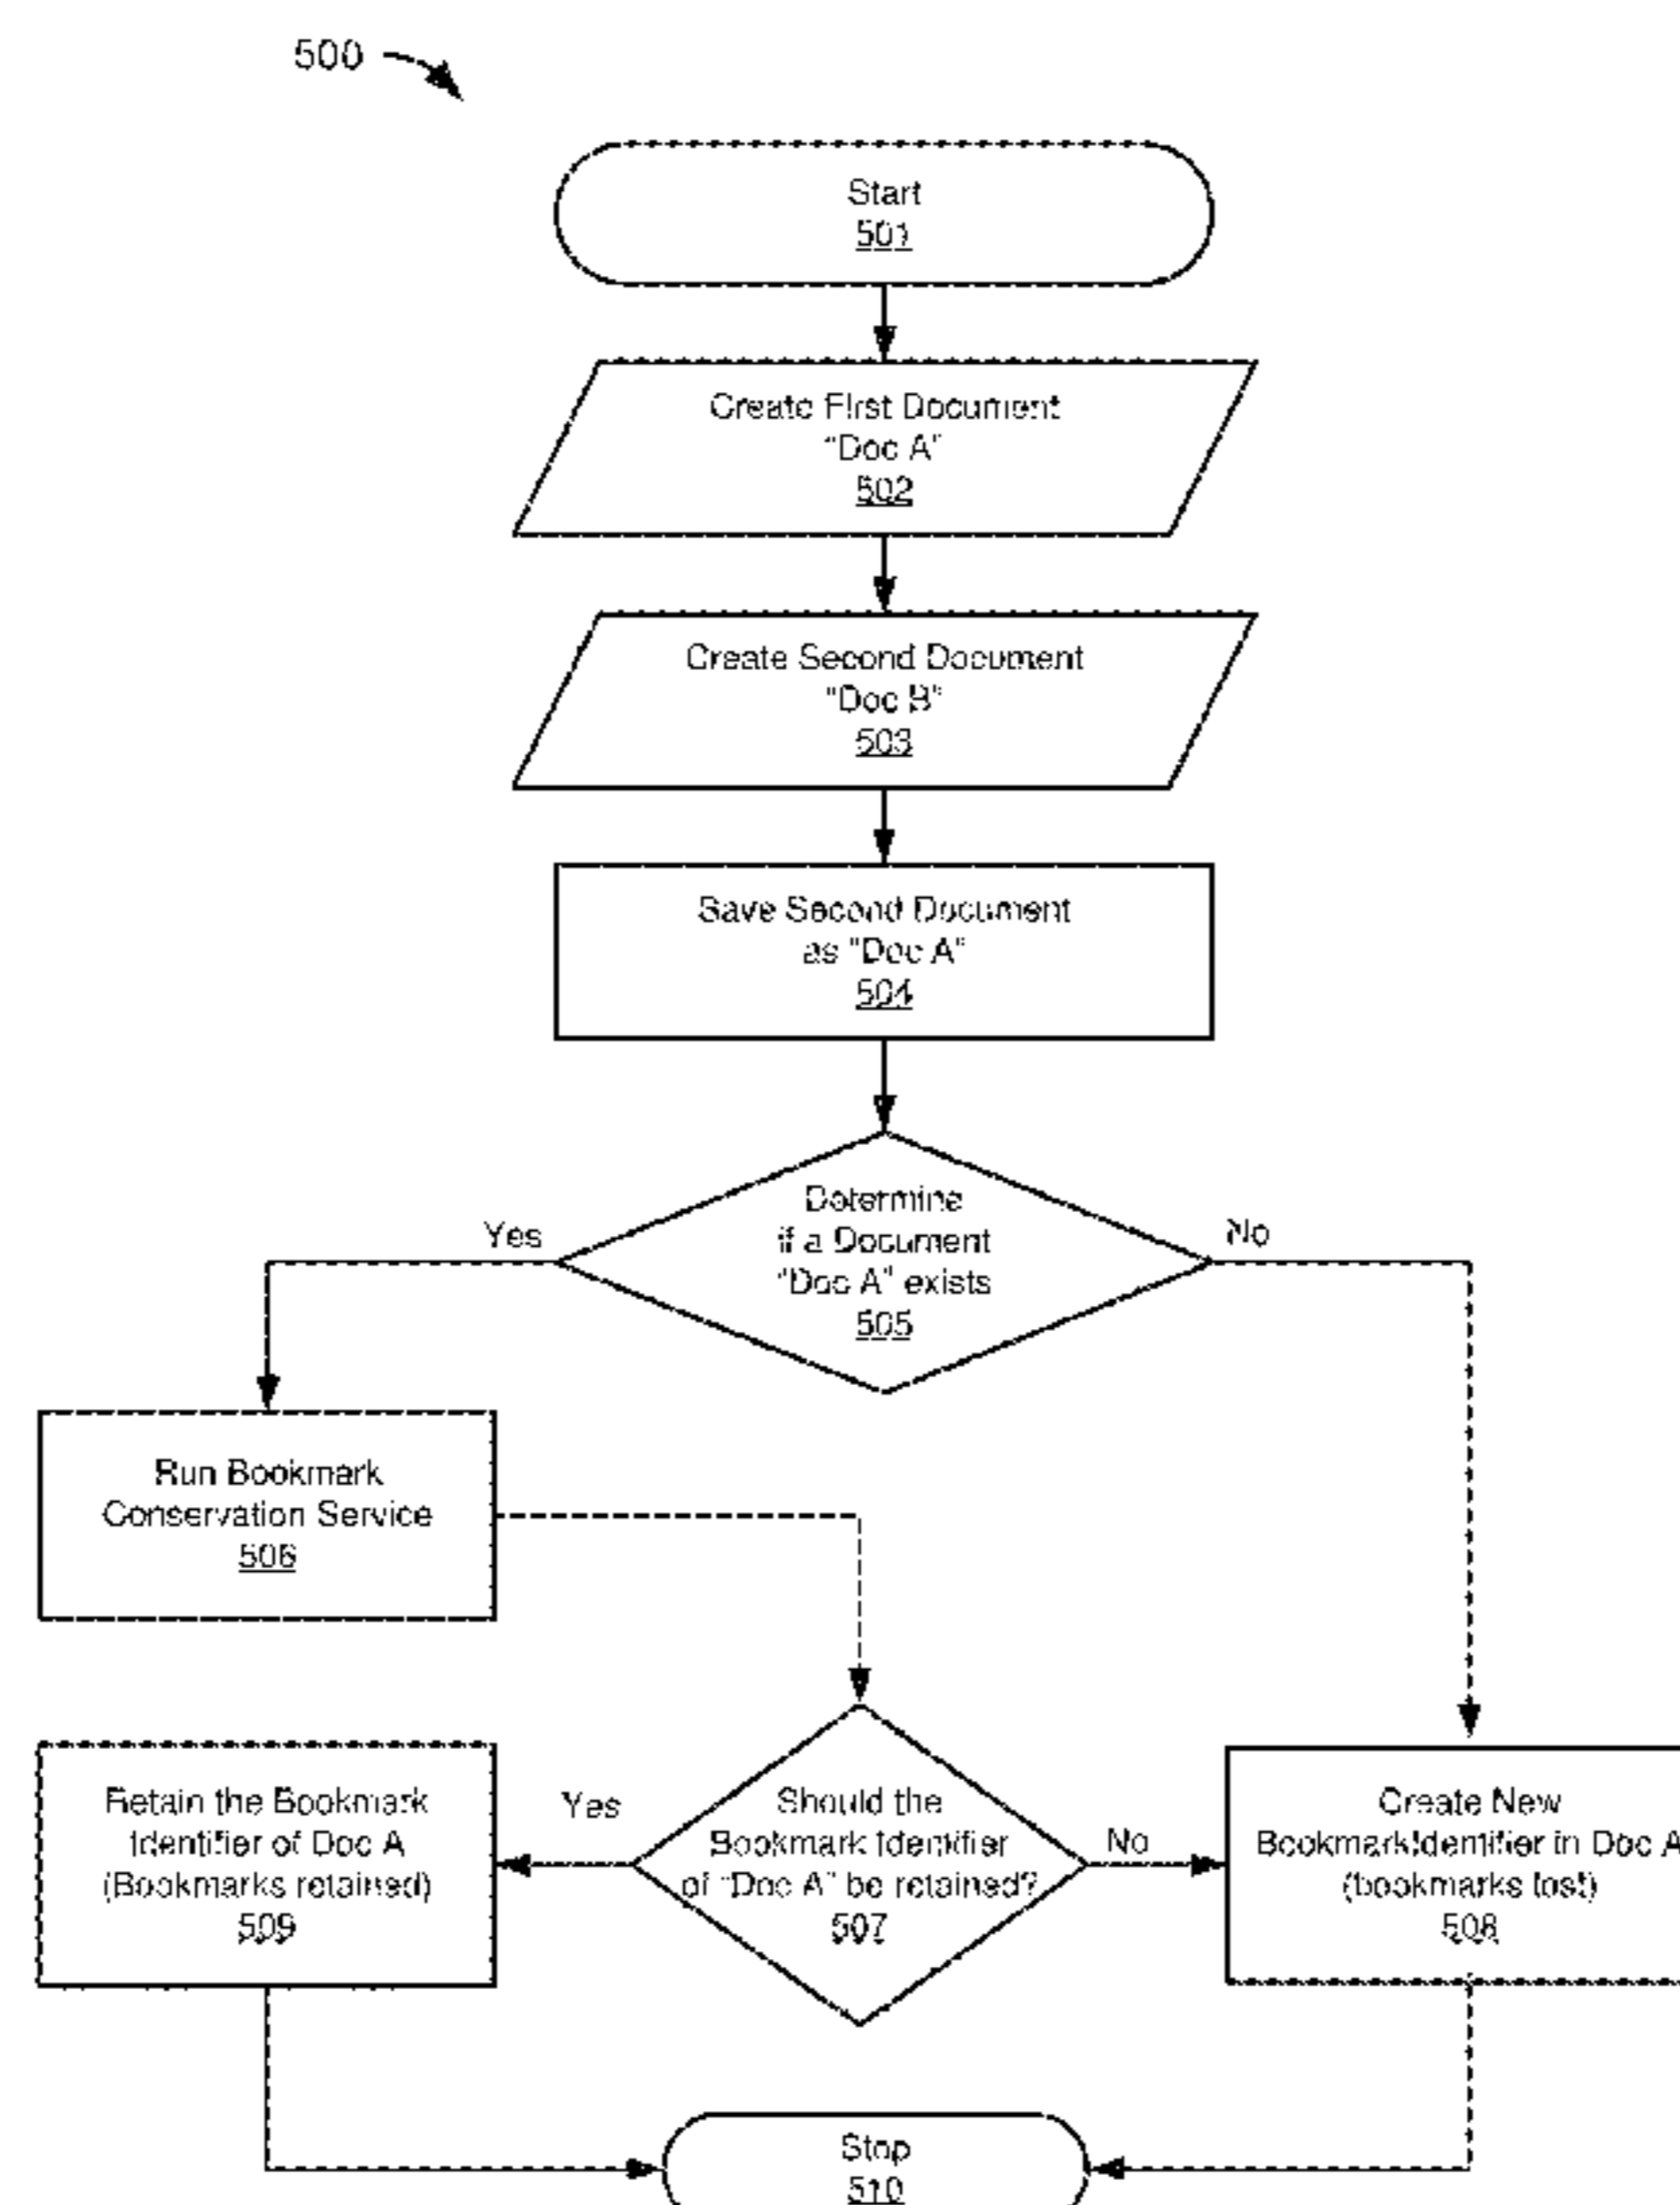 500
Start
501
Create First Document
"Doc A"
502
Create Second Document
"Doc B"
503
Save Second Document
as "Doc A"
504
Determine
if a Document
"Doc A" exists
505
Yes
No
Run Bookmark
Conservation Service
506
Retain the Bookmark
Identifier of Doc A
(Bookmarks retained)
509
Yes
Should the
Bookmark Identifier
of "Doc A" be retained?
507
No
Create New
BookmarkIdentifier in Doc A
(bookmarks lost)
508
Stop
510